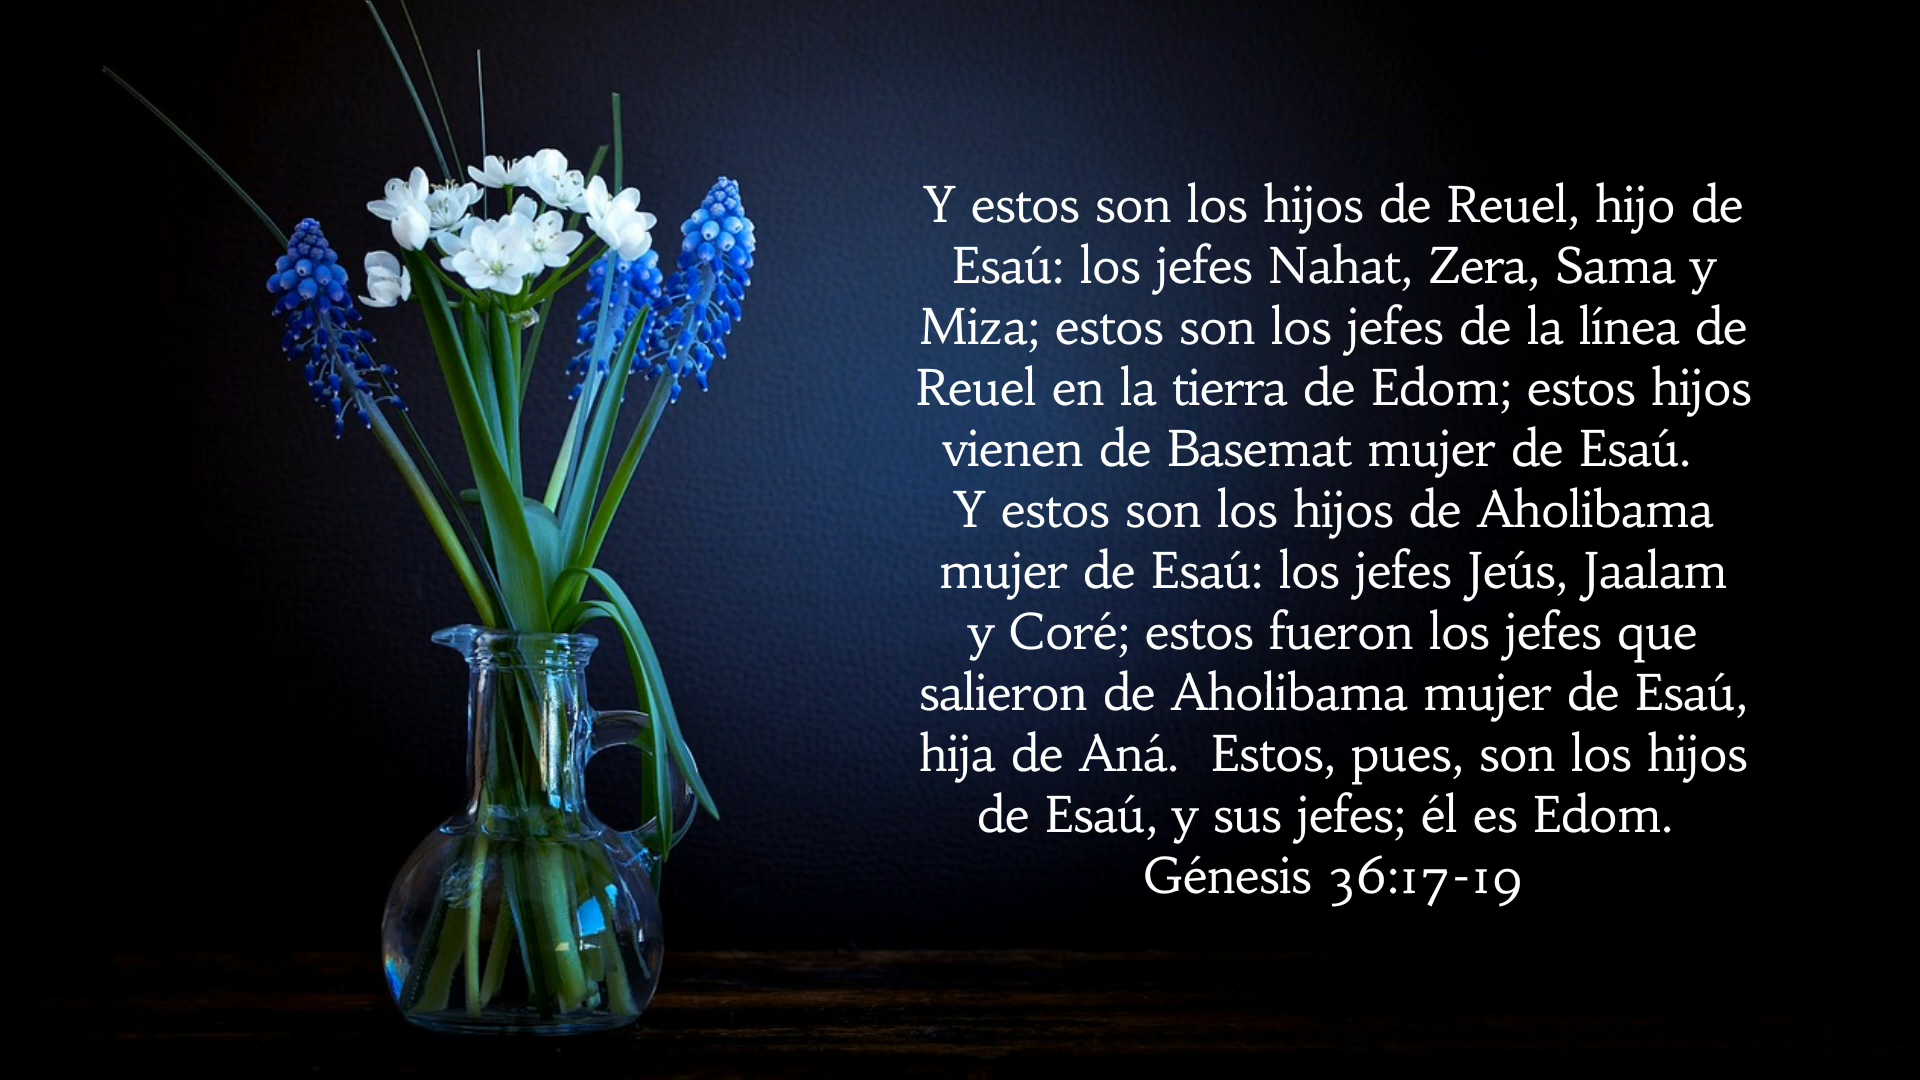 Y estos son los hijos de Reuel, hijo de
Esaú: los jefes Nahat, Zera, Sama y
Miza; estos son los jefes de la línea de
Reuel en la tierra de Edom; estos hijos
vienen de Basemat mujer de Esaú.
Y estos son los hijos de Aholibama
mujer de Esaú: los jefes Jeús, Jaalam
y Coré; estos fueron los jefes que
salieron de Aholibama mujer de Esaú,
hija de Aná.  Estos, pues, son los hijos
de Esaú, y sus jefes; él es Edom.
Génesis 36:17-19